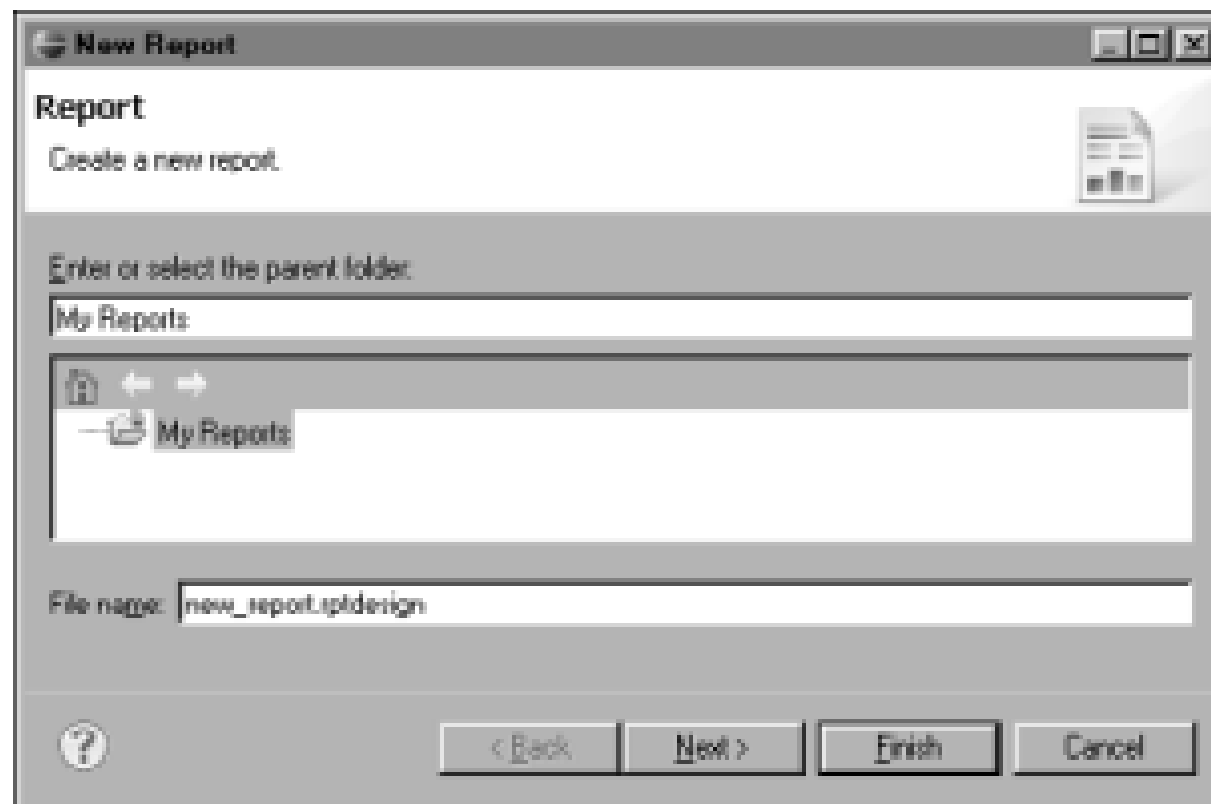 New Report
Report
Create a new report.
Enter or select the parent folder:
My Reports
My Reports
File name: new_report.rptdesign
?
< Back Next > Finish Cancel